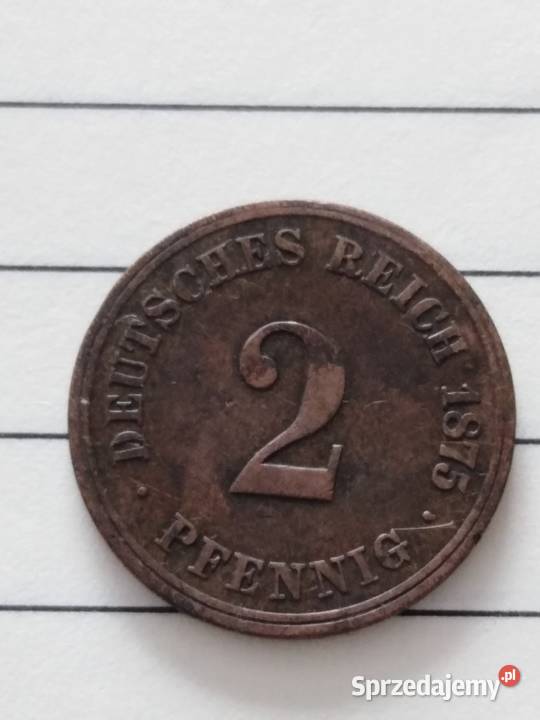 DEUTSCHES REICH 1875
2
· PFENNIG ·
Sprzedajemy.pl